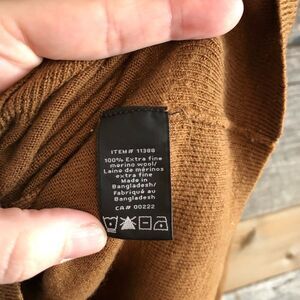 ITEM# 11388
100% Extra fine
merino wool/
Laine de mérinos
extra fine
Made in
Bangladesh/
Fabriqué au
Bangladesh
CA# 00222